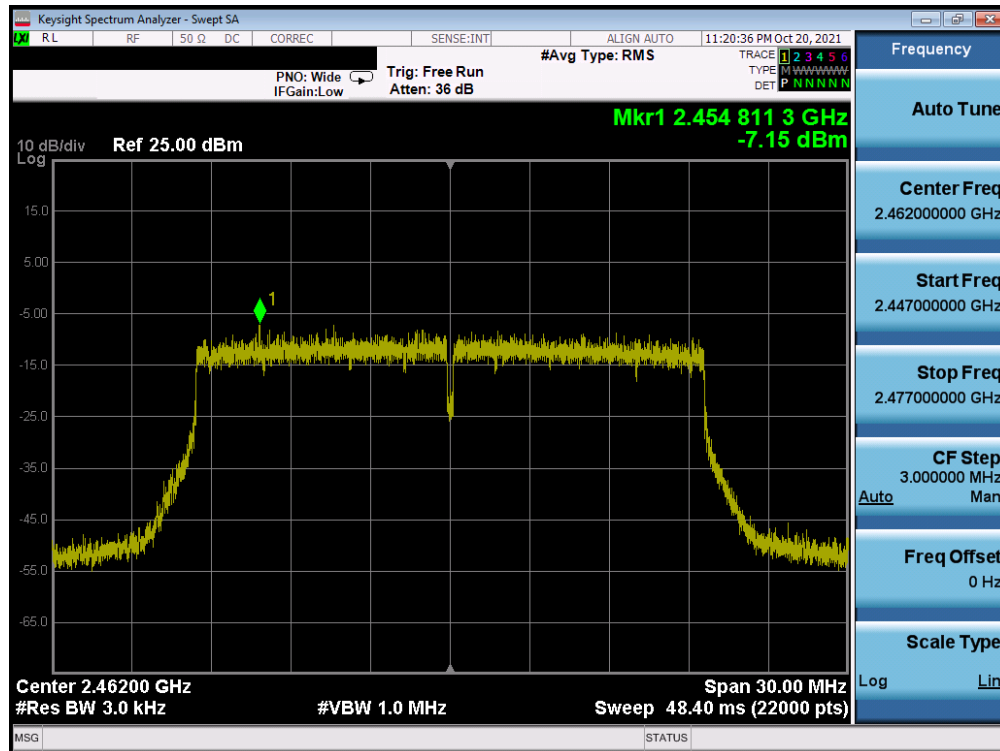 Keysight Spectrum Analyzer - Swept SA
LXI RL RF 50 Ω DC CORREC SENSE:INT ALIGN AUTO 11:20:36 PM Oct 20, 2021
#Avg Type: RMS TRACE 1 2 3 4 5 6
PNO: Wide Trig: Free Run TYPE M WWWWW
IFGain:Low Atten: 36 dB DET P N N N N N
Mkr1 2.454 811 3 GHz
-7.15 dBm
10 dB/div Ref 25.00 dBm
Log
15.0
5.00
1
-5.00
-15.0
-25.0
-35.0
-45.0
-55.0
-65.0
Center 2.46200 GHz Span 30.00 MHz
#Res BW 3.0 kHz #VBW 1.0 MHz Sweep 48.40 ms (22000 pts)
MSG STATUS
Frequency
Auto Tune
Center Freq
2.462000000 GHz
Start Freq
2.447000000 GHz
Stop Freq
2.477000000 GHz
CF Step
3.000000 MHz
Auto Man
Freq Offset
0 Hz
Scale Type
Log Lin